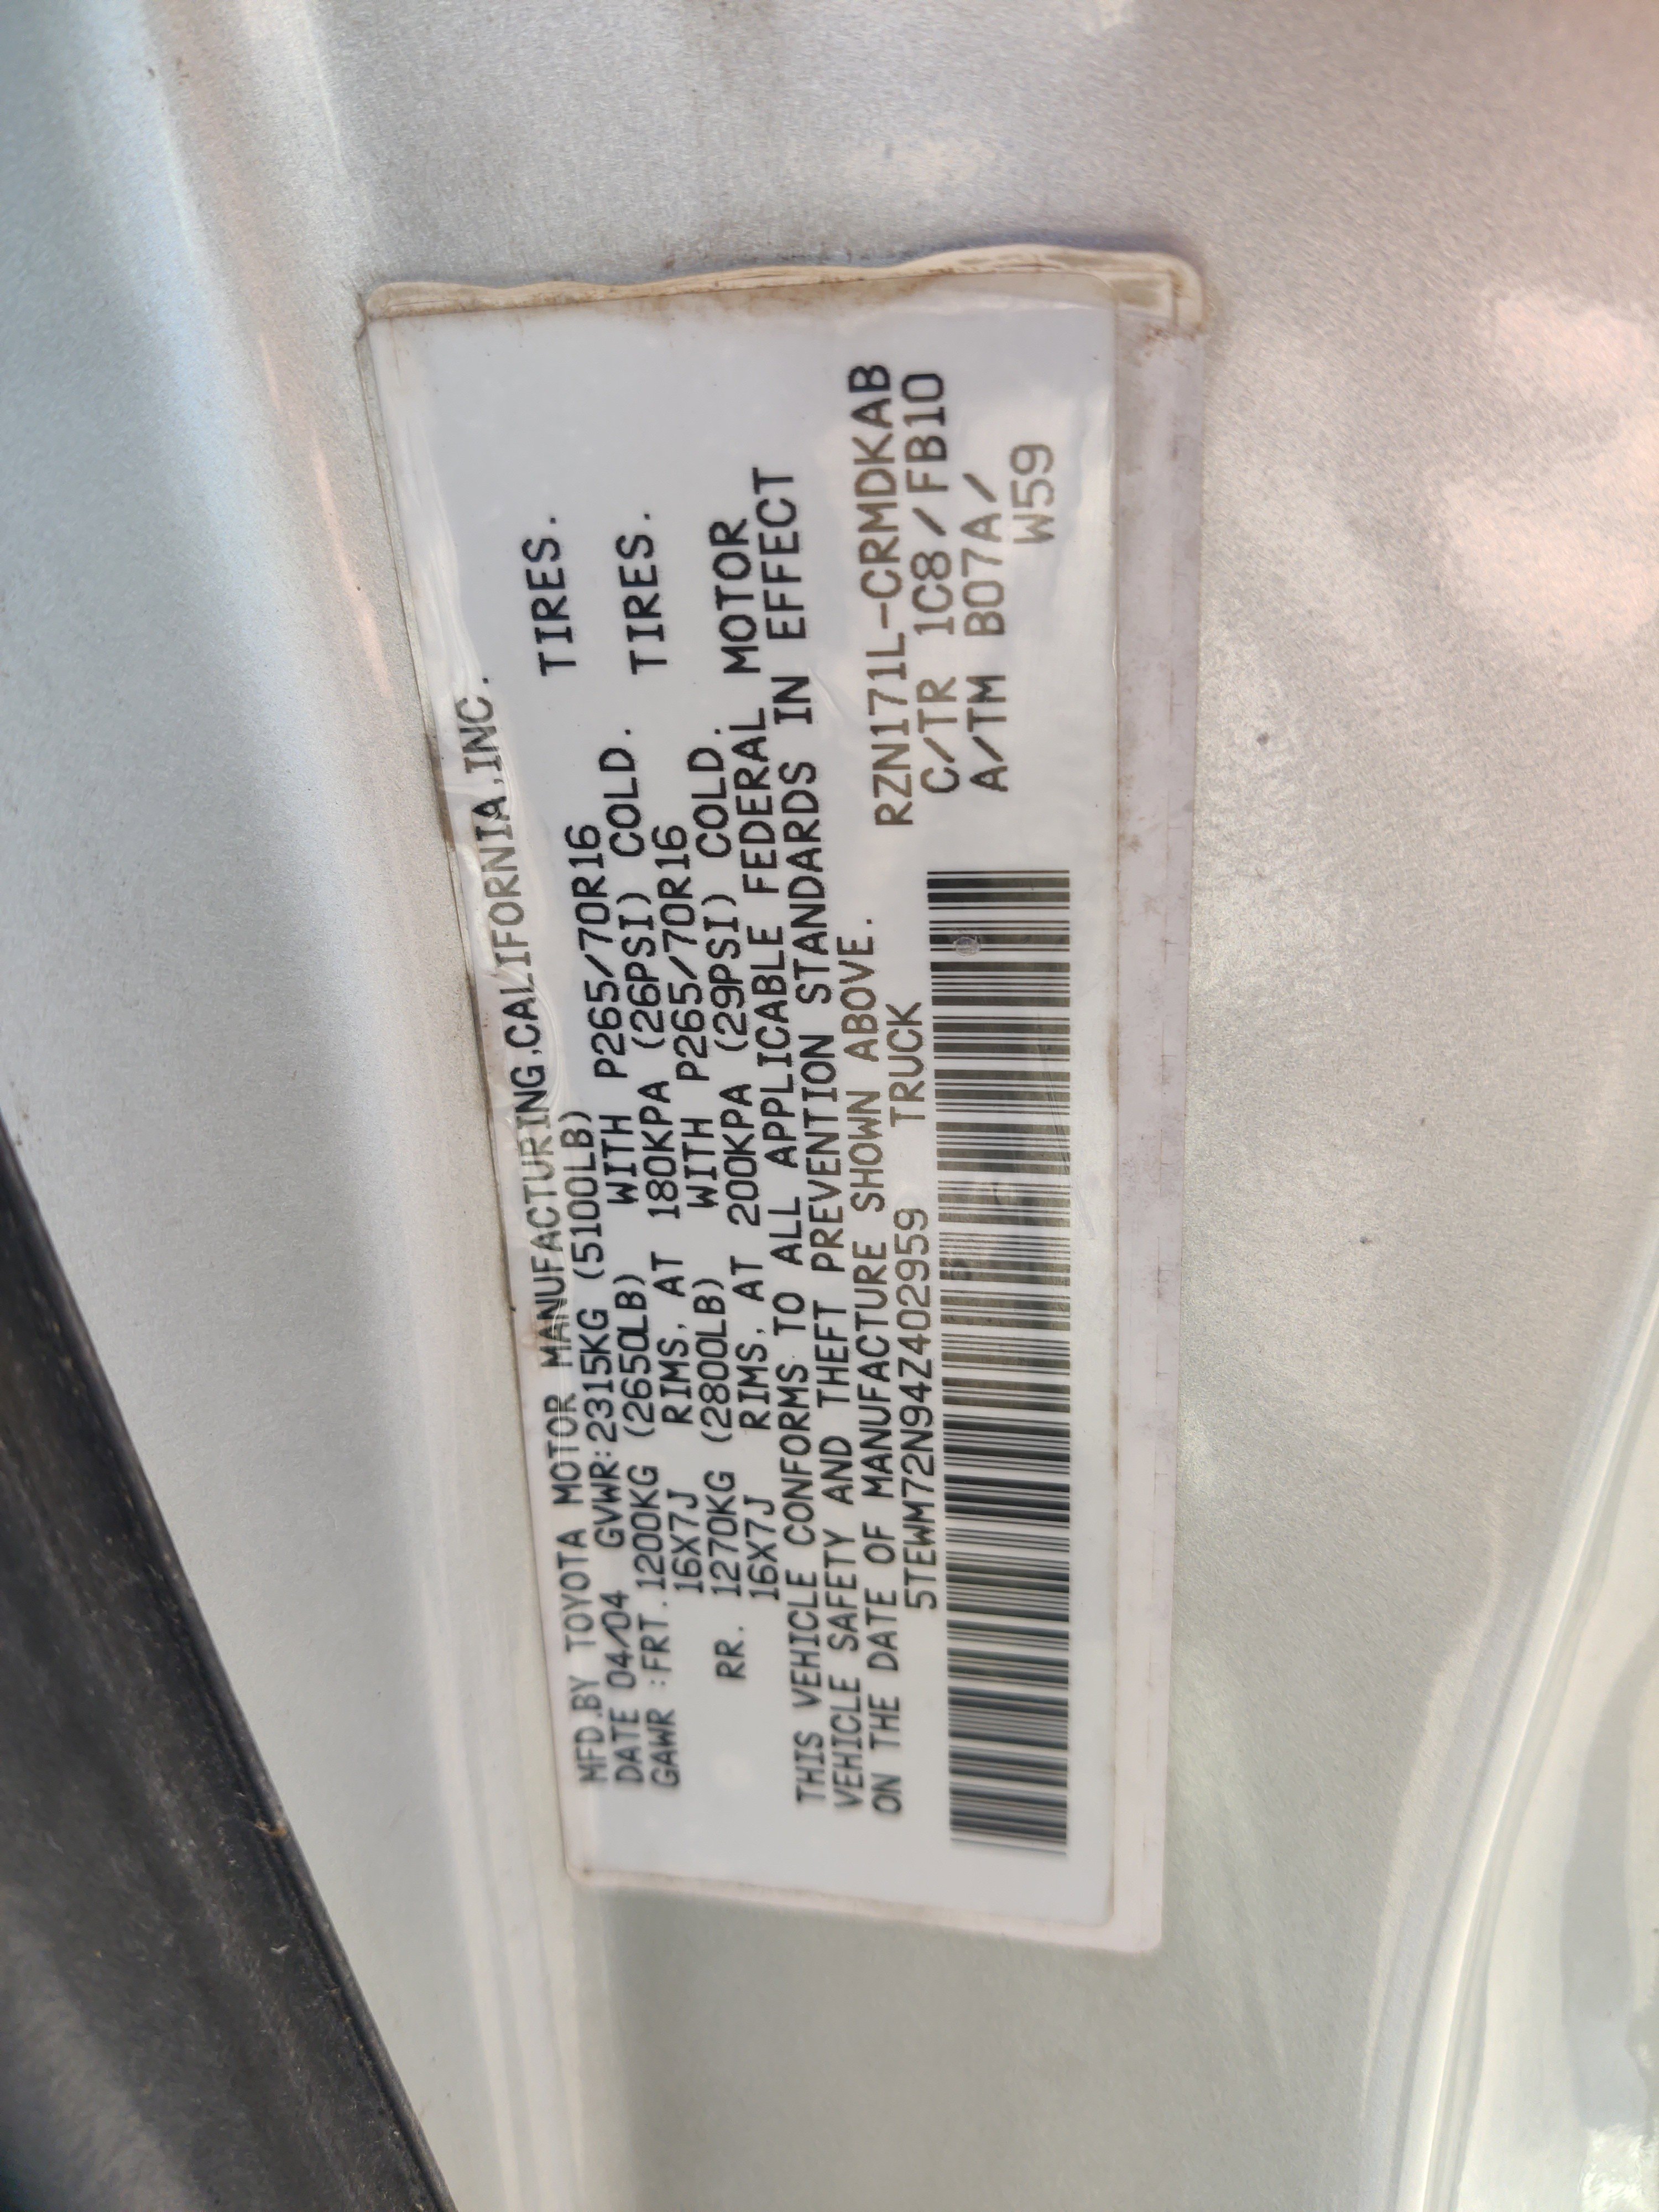 MFD.BY TOYOTA MOTOR MANUFACTURING,CALIFORNIA,INC.
DATE 04/04 GVWR:2315KG (5100LB)
GAWR :FRT.1200KG (2650LB) WITH P265/70R16 TIRES.
16X7J RIMS, AT 180KPA (26PSI) COLD.
RR. 1270KG (2800LB) WITH P265/70R16 TIRES.
16X7J RIMS, AT 200KPA (29PSI) COLD.
THIS VEHICLE CONFORMS TO ALL APPLICABLE FEDERAL MOTOR
VEHICLE SAFETY AND THEFT PREVENTION STANDARDS IN EFFECT
ON THE DATE OF MANUFACTURE SHOWN ABOVE.
5TEWM72N94Z402959 TRUCK
RZN171L-CRMDKAB
C/TR 1C8/FB10
A/TM B07A/
W59